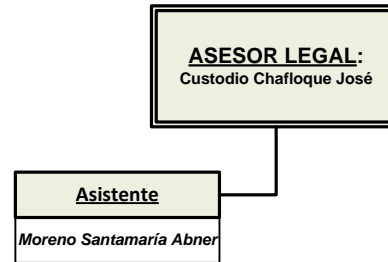 ASESOR LEGAL:
Custodio Chafloque José
Asistente
Moreno Santamaría Abner